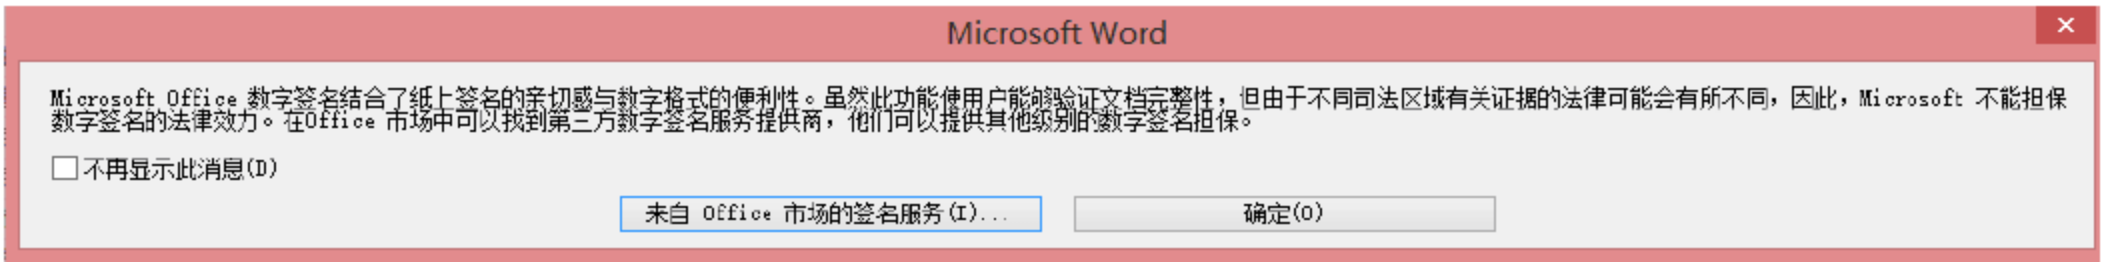 Microsoft Word
Microsoft Office 数字签名结合了纸上签名的亲切感与数字格式的便利性。虽然此功能使用户能够验证文档完整性，但由于不同司法区域有关证据的法律可能会有所不同，因此，Microsoft 不能担保
数字签名的法律效力。在Office 市场中可以找到第三方数字签名服务提供商，他们可以提供其他级别的数字签名担保。
不再显示此消息(D)
来自 Office 市场的签名服务(I)... 确定(O)